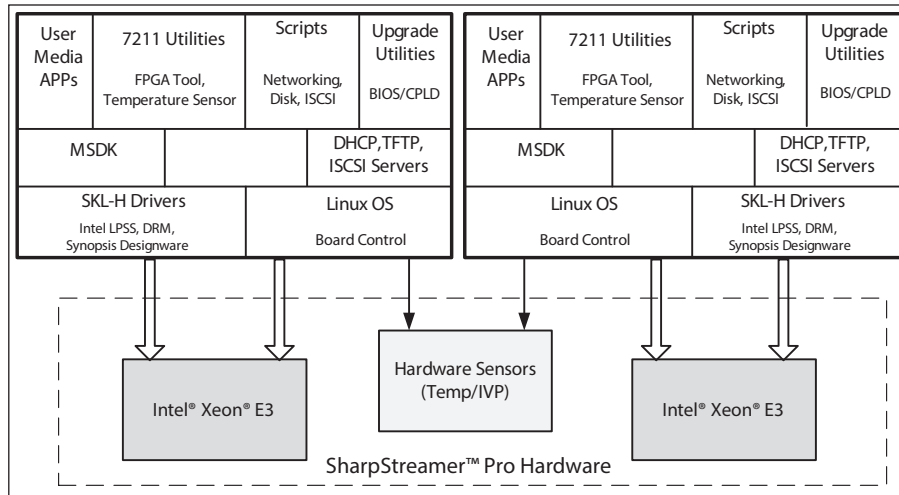 User
Media
APPs
7211 Utilities
FPGA Tool,
Temperature Sensor
Scripts
Networking,
Disk, ISCSI
Upgrade
Utilities
BIOS/CPLD
MSDK
DHCP,TFTP,
ISCSI Servers
SKL-H Drivers
Intel LPSS, DRM,
Synopsis Designware
Linux OS
Board Control
User
Media
APPs
7211 Utilities
FPGA Tool,
Temperature Sensor
Scripts
Networking,
Disk, ISCSI
Upgrade
Utilities
BIOS/CPLD
MSDK
DHCP,TFTP,
ISCSI Servers
Linux OS
Board Control
SKL-H Drivers
Intel LPSS, DRM,
Synopsis Designware
Intel® Xeon® E3
Hardware Sensors
(Temp/IVP)
Intel® Xeon® E3
SharpStreamer™ Pro Hardware